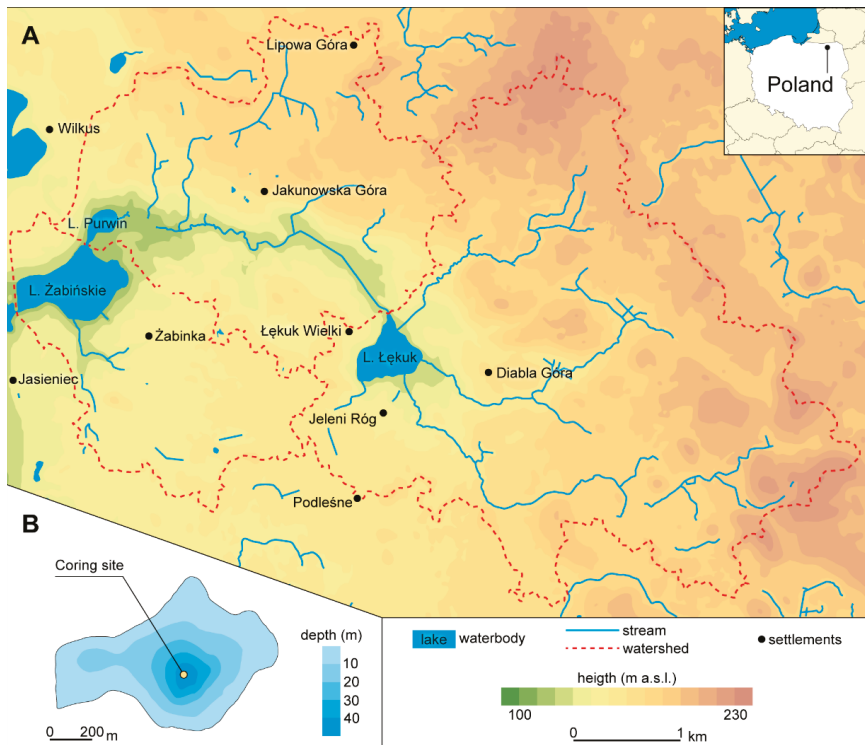 A
Lipowa Góra
Poland
Wilkus
Jakunowska Góra
L. Purwin
L. Żabińskie
Żabinka
Łękuk Wielki
L. Łękuk
Diabla Góra
Jasieniec
Jeleni Róg
Podleśne
B
Coring site
depth (m)
10
20
30
40
0 200 m
lake waterbody
stream
watershed
settlements
heigth (m a.s.l.)
100 230
0 1 km